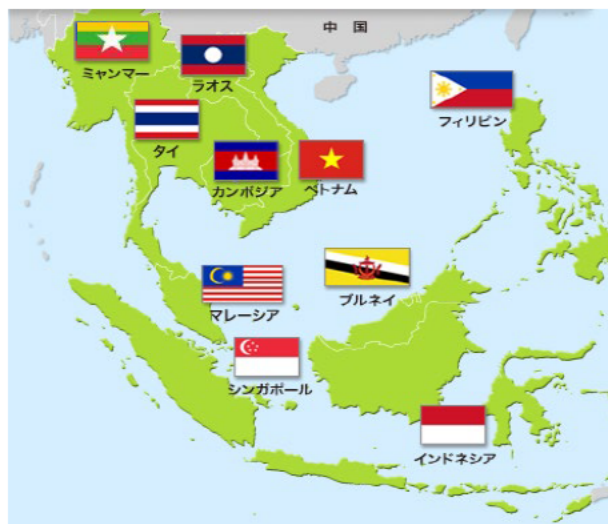 中 国
ミャンマー
ラオス
フィリピン
タイ
カンボジア
ベトナム
ブルネイ
マレーシア
シンガポール
インドネシア